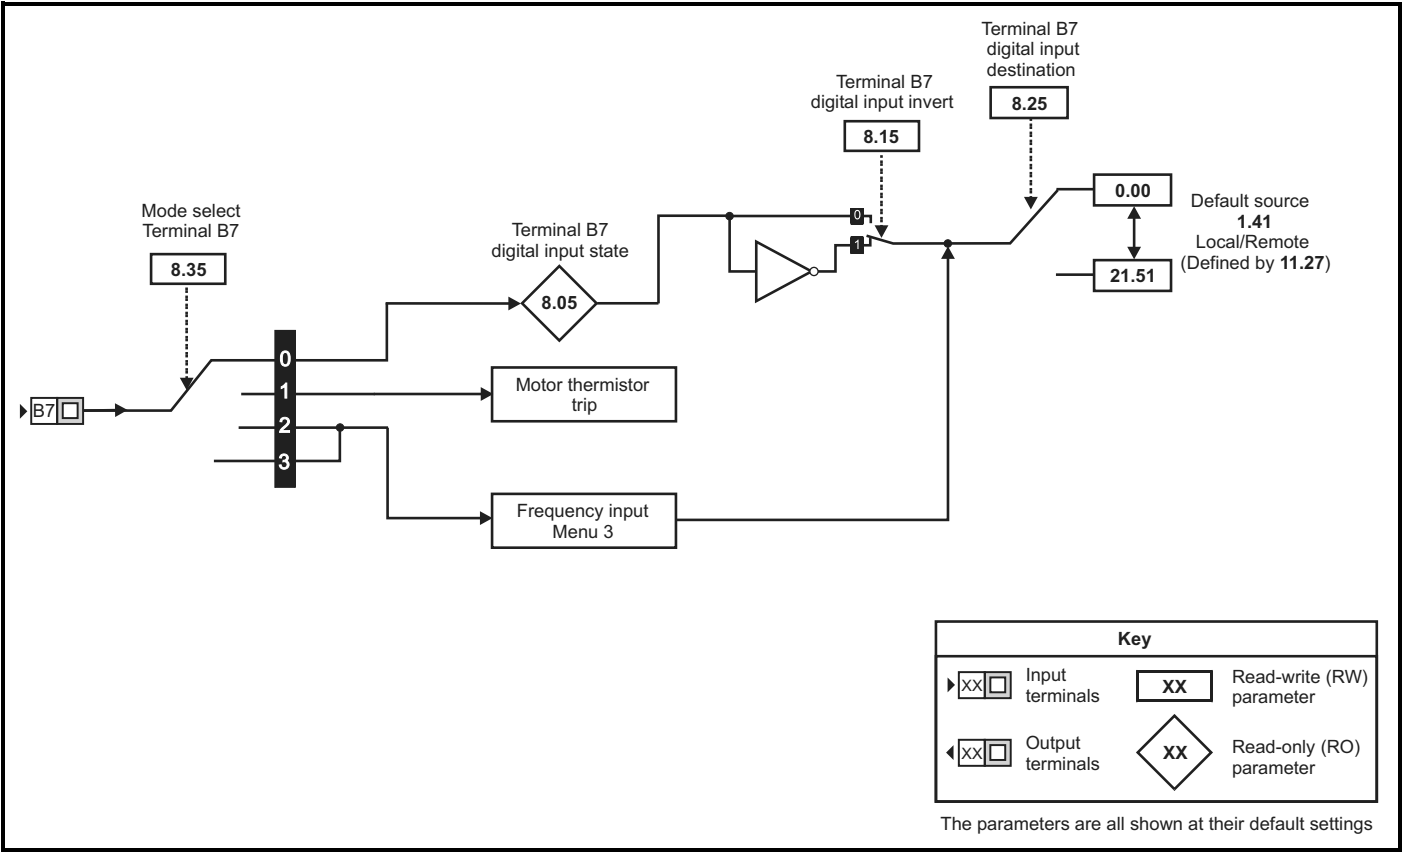 Terminal B7
digital input
destination
8.25
Terminal B7
digital input invert
8.15
Mode select
Terminal B7
8.35
Terminal B7
digital input state
8.05
0
1
0.00
21.51
Default source
1.41
Local/Remote
(Defined by 11.27)
B7
0
1
2
3
Motor thermistor
trip
Frequency input
Menu 3
Key
XX
Input
terminals
XX
Read-write (RW)
parameter
XX
Output
terminals
XX
Read-only (RO)
parameter
The parameters are all shown at their default settings